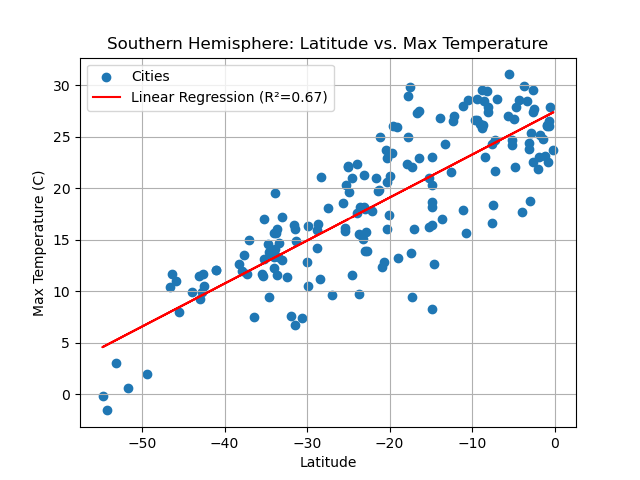 Southern Hemisphere: Latitude vs. Max Temperature
Cities
Linear Regression (R²=0.67)
Max Temperature (C)
30
25
20
15
10
5
0
−50
−40
−30
−20
−10
0
Latitude